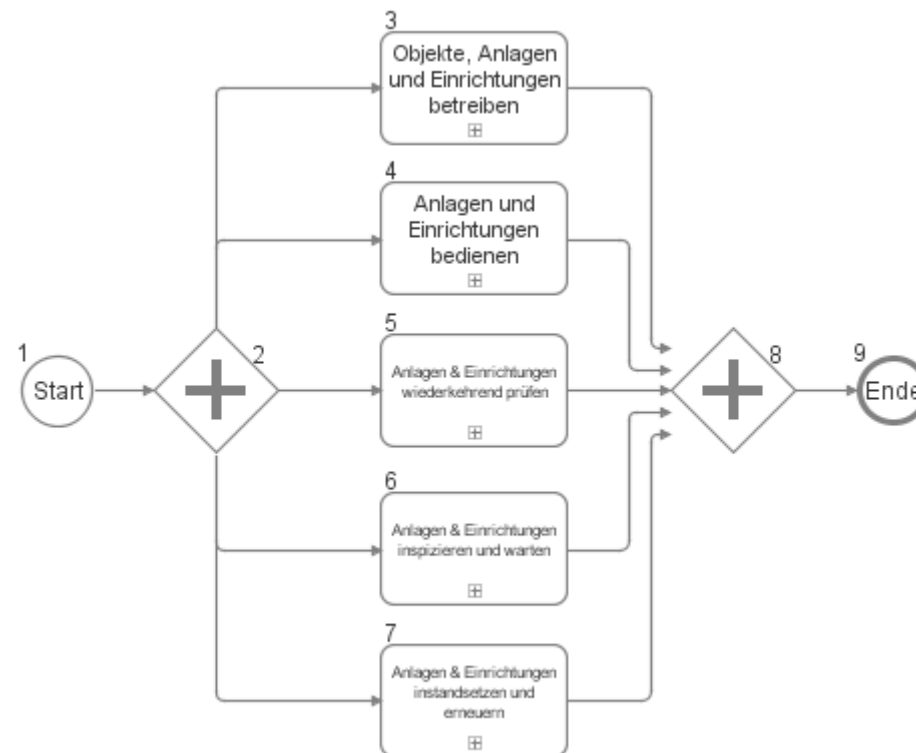 3
Objekte, Anlagen
und Einrichtungen
betreiben
4
Anlagen und
Einrichtungen
bedienen
1
Start
2
5
Anlagen & Einrichtungen
wiederkehrend prüfen
8
9
Ende
6
Anlagen & Einrichtungen
inspizieren und warten
7
Anlagen & Einrichtungen
instandsetzen und
erneuern